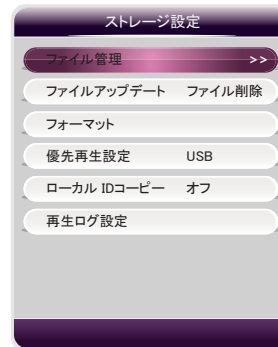 ストレージ設定
ファイル管理 >>
ファイルアップデート ファイル削除
フォーマット
優先再生設定 USB
ローカル IDコピー オフ
再生ログ設定